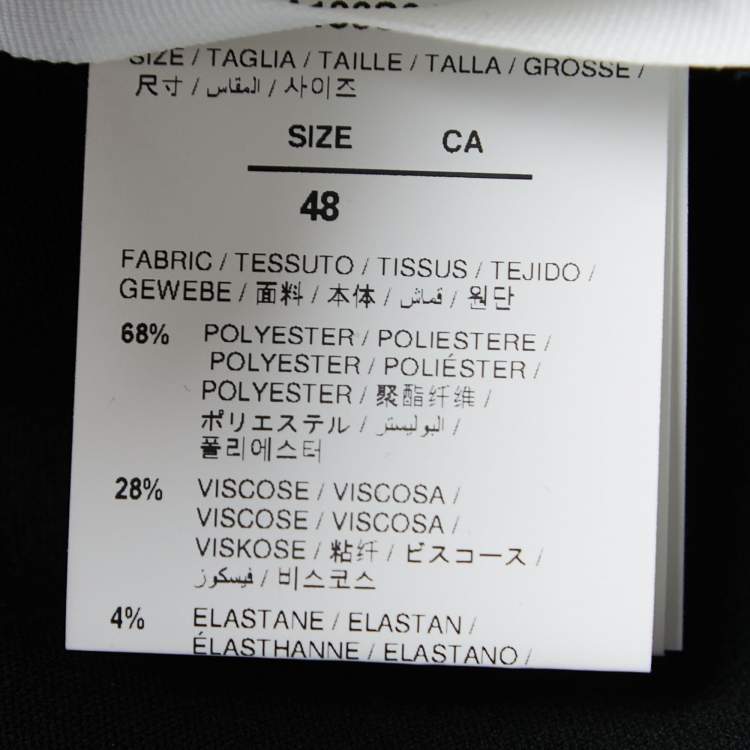 SIZE / TAGLIA / TAILLE / TALLA / GROSSE /
尺寸 / المقاس / 사이즈
SIZE CA
48
FABRIC / TESSUTO / TISSUS / TEJIDO /
GEWEBE / 面料 / 本体 / قماش / 원단
68% POLYESTER / POLIESTERE /
POLYESTER / POLIÉSTER /
POLYESTER / 聚酯纤维 /
ポリエステル / البوليستر /
폴리에스터
28% VISCOSE / VISCOSA /
VISCOSE / VISCOSA /
VISKOSE / 粘纤 / ビスコース /
فيسكوز / 비스코스
4% ELASTANE / ELASTAN /
ÉLASTHANNE / ELASTANO /